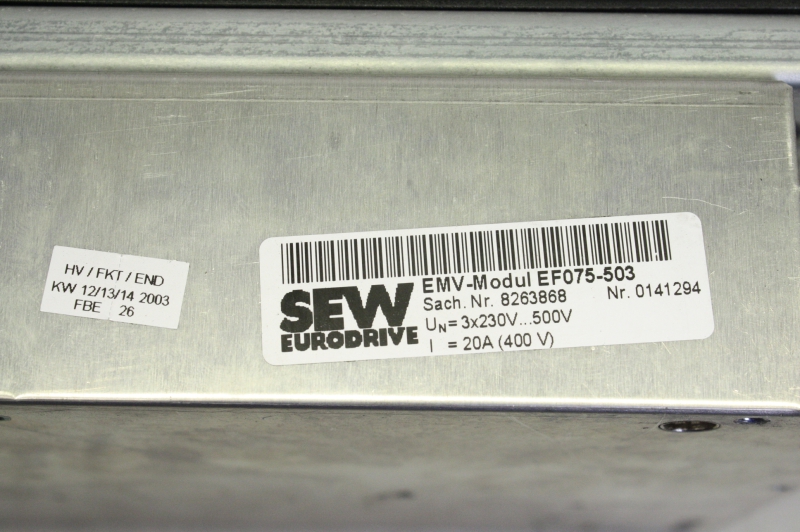 HV / FKT / END
KW 12/13/14 2003
FBE 26
SEW
EURODRIVE
EMV-Modul EF075-503
Sach. Nr. 8263868 Nr. 0141294
UN = 3x230V...500V
I = 20A (400 V)